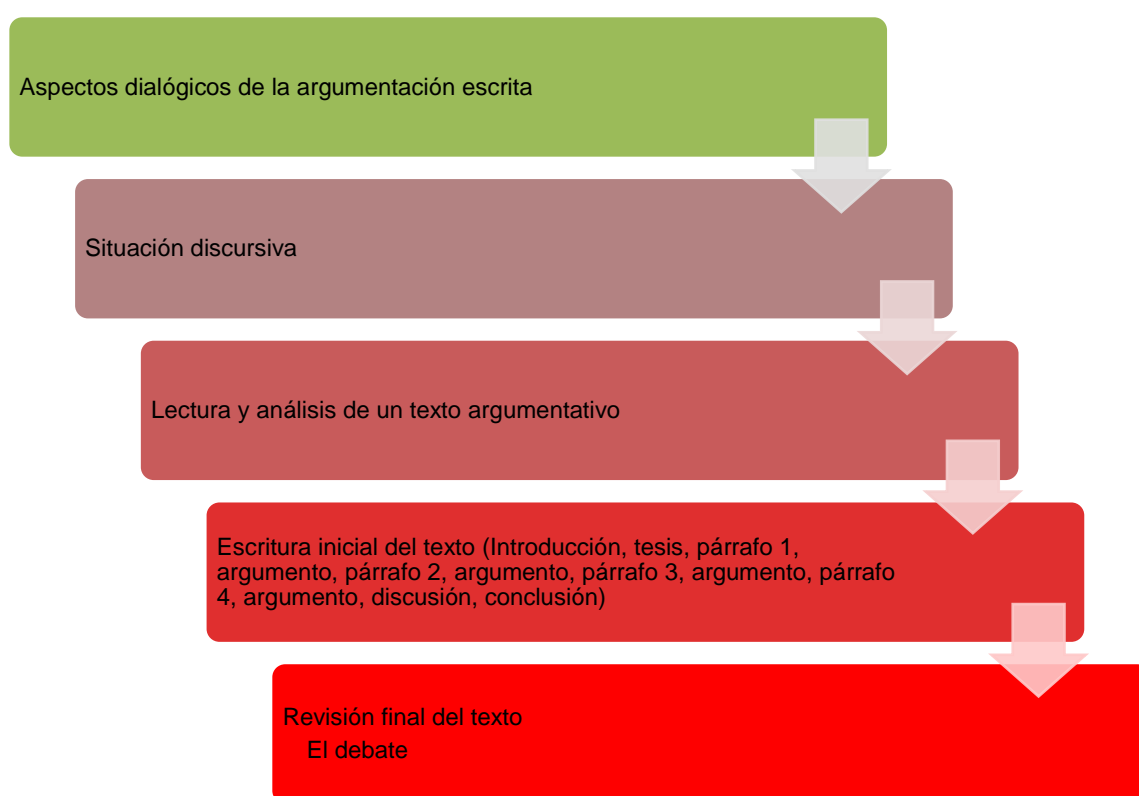 Aspectos dialógicos de la argumentación escrita
Situación discursiva
Lectura y análisis de un texto argumentativo
Escritura inicial del texto (Introducción, tesis, párrafo 1,
argumento, párrafo 2, argumento, párrafo 3, argumento, párrafo
4, argumento, discusión, conclusión)
Revisión final del texto
El debate